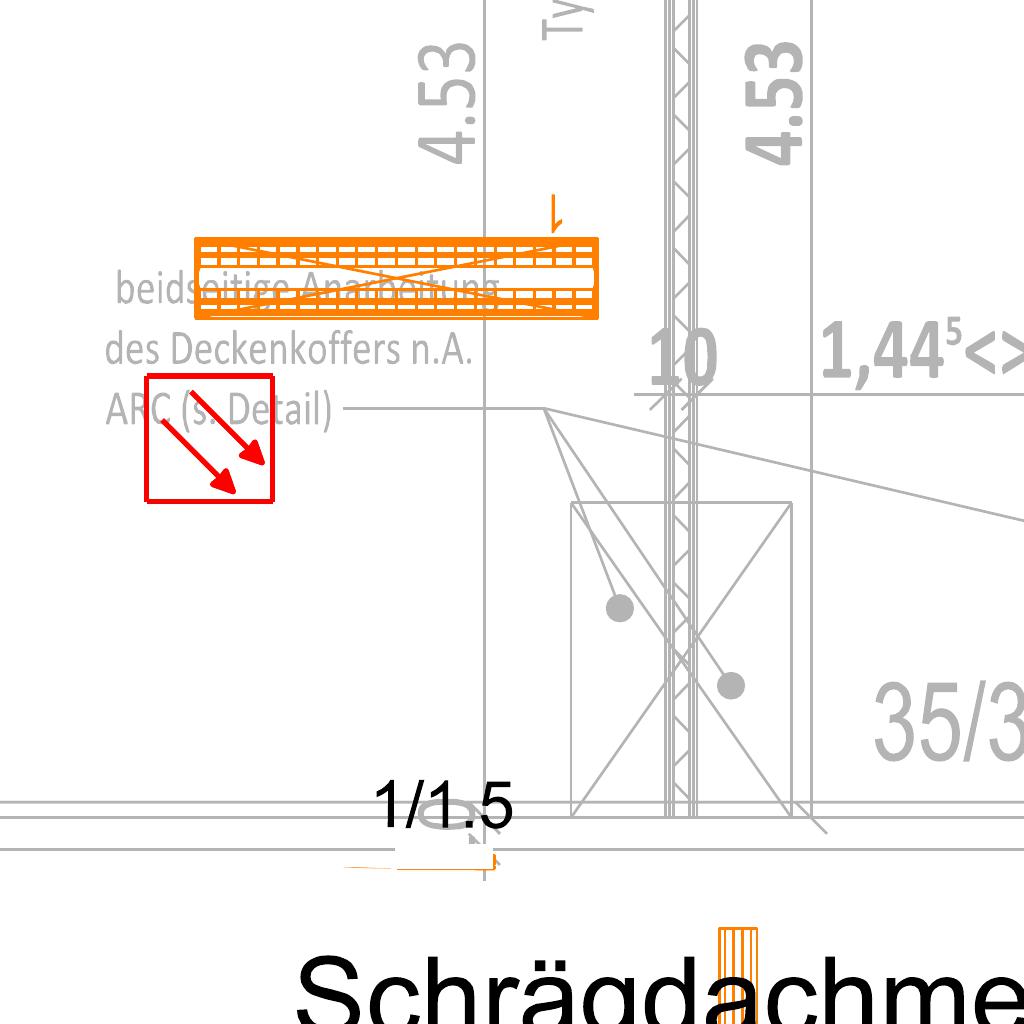 Ty
4.53
4.53
beidseitige Anarbeitung
des Deckenkoffers n.A.
ARC (s. Detail)
10
1,44⁵<>
35/3
1/1.5
Schrägdachme